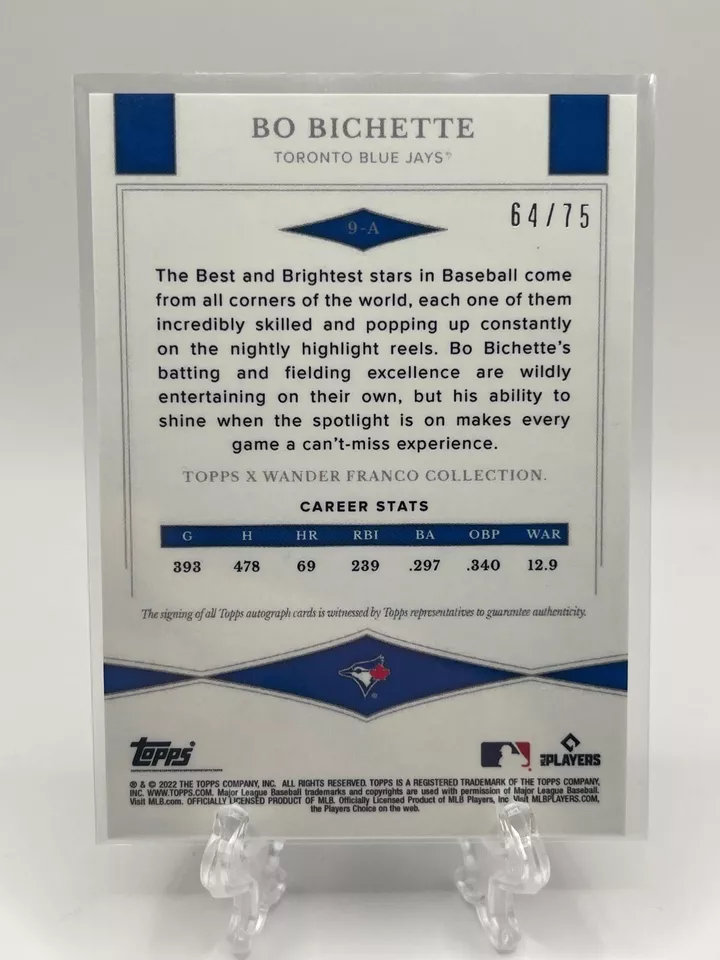 BO BICHETTE
TORONTO BLUE JAYS
64/75
9-A
The Best and Brightest stars in Baseball come
from all corners of the world, each one of them
incredibly skilled and popping up constantly
on the nightly highlight reels. Bo Bichette's
batting and fielding excellence are wildly
entertaining on their own, but his ability to
shine when the spotlight is on makes every
game a can't-miss experience.
TOPPS X WANDER FRANCO COLLECTION.
CAREER STATS
G H HR RBI BA OBP WAR
393 478 69 239 .297 .340 12.9
The signing of all Topps autograph cards is witnessed by Topps representatives to guarantee authenticity.
Topps
PLAYERS
® & © 2022 THE TOPPS COMPANY, INC. ALL RIGHTS RESERVED. TOPPS IS A REGISTERED TRADEMARK OF THE TOPPS COMPANY,
INC. WWW.TOPPS.COM. Major League Baseball trademarks and copyrights are used with permission of Major League Baseball.
Visit MLB.com. OFFICIALLY LICENSED PRODUCT OF MLB. Officially Licensed Product of MLB Players, Inc. Visit MLBPLAYERS.COM,
the Players Choice on the web.